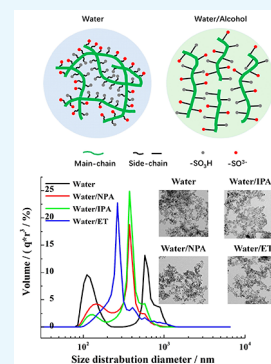 Water
Water/Alcohol
Main-chain
Side-chain
-SO₃H
-SO³⁻
Volume / ( q*r³ / %)
25
20
15
10
5
0
Water
Water/NPA
Water/IPA
Water/ET
Water
Water/IPA
Water/NPA
Water/ET
10²
10³
10⁴
Size distrabution diameter / nm